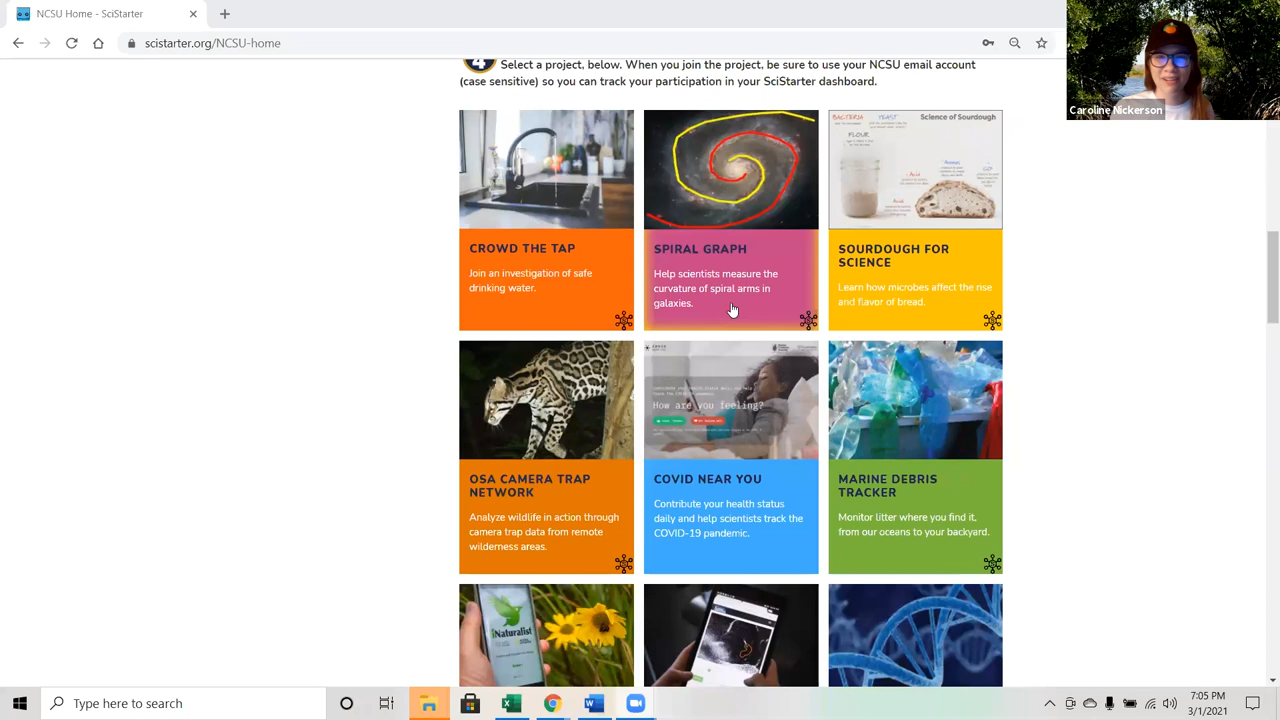 NCSU Home - SciStarter
scistarter.org/NCSU-home
Caroline Nickerson
4 Select a project, below. When you join the project, be sure to use your NCSU email account
(case sensitive) so you can track your participation in your SciStarter dashboard.
CROWD THE TAP
Join an investigation of safe
drinking water.
SPIRAL GRAPH
Help scientists measure the
curvature of spiral arms in
galaxies.
BACTERIA
YEAST
Science of Sourdough
FLOUR
SOURDOUGH FOR
SCIENCE
Learn how microbes affect the rise
and flavor of bread.
OSA CAMERA TRAP
NETWORK
Analyze wildlife in action through
camera trap data from remote
wilderness areas.
How are you feeling?
COVID NEAR YOU
Contribute your health status
daily and help scientists track the
COVID-19 pandemic.
MARINE DEBRIS
TRACKER
Monitor litter where you find it,
from our oceans to your backyard.
iNaturalist
Type here to search
7:05 PM
3/1/2021